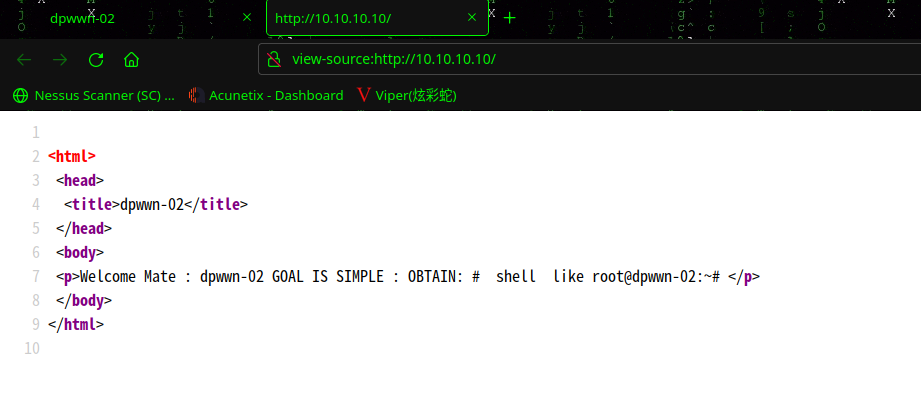 dpwwn-02
http://10.10.10.10/
view-source:http://10.10.10.10/
Nessus Scanner (SC) ... Acunetix - Dashboard Viper(炫彩蛇)
1
2 <html>
3 <head>
4 <title>dpwwn-02</title>
5 </head>
6 <body>
7 <p>Welcome Mate : dpwwn-02 GOAL IS SIMPLE : OBTAIN: #  shell  like root@dpwwn-02:~# </p>
8 </body>
9 </html>
10